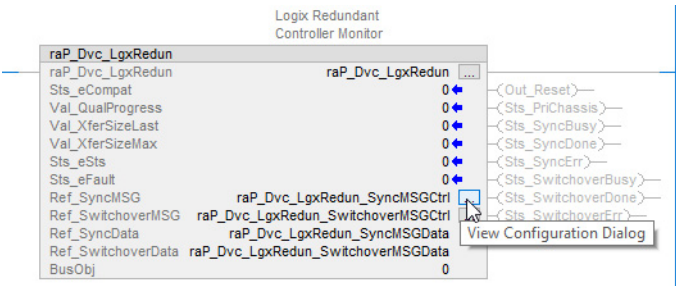 Logix Redundant
Controller Monitor
raP_Dvc_LgxRedun
raP_Dvc_LgxRedun raP_Dvc_LgxRedun ...
Sts_eCompat 0
Val_QualProgress 0 (Out_Reset)
Val_XferSizeLast 0 (Sts_PriChassis)
Val_XferSizeMax 0 (Sts_SyncBusy)
Sts_eSts 0 (Sts_SyncDone)
Sts_eFault 0 (Sts_SyncErr)
Ref_SyncMSG raP_Dvc_LgxRedun_SyncMSGCtrl (Sts_SwitchoverBusy)
Ref_SwitchoverMSG raP_Dvc_LgxRedun_SwitchoverMSGCtrl (Sts_SwitchoverDone)
Ref_SyncData raP_Dvc_LgxRedun_SyncMSGData (Sts_SwitchoverErr)
View Configuration Dialog
Ref_SwitchoverData raP_Dvc_LgxRedun_SwitchoverMSGData
BusObj 0